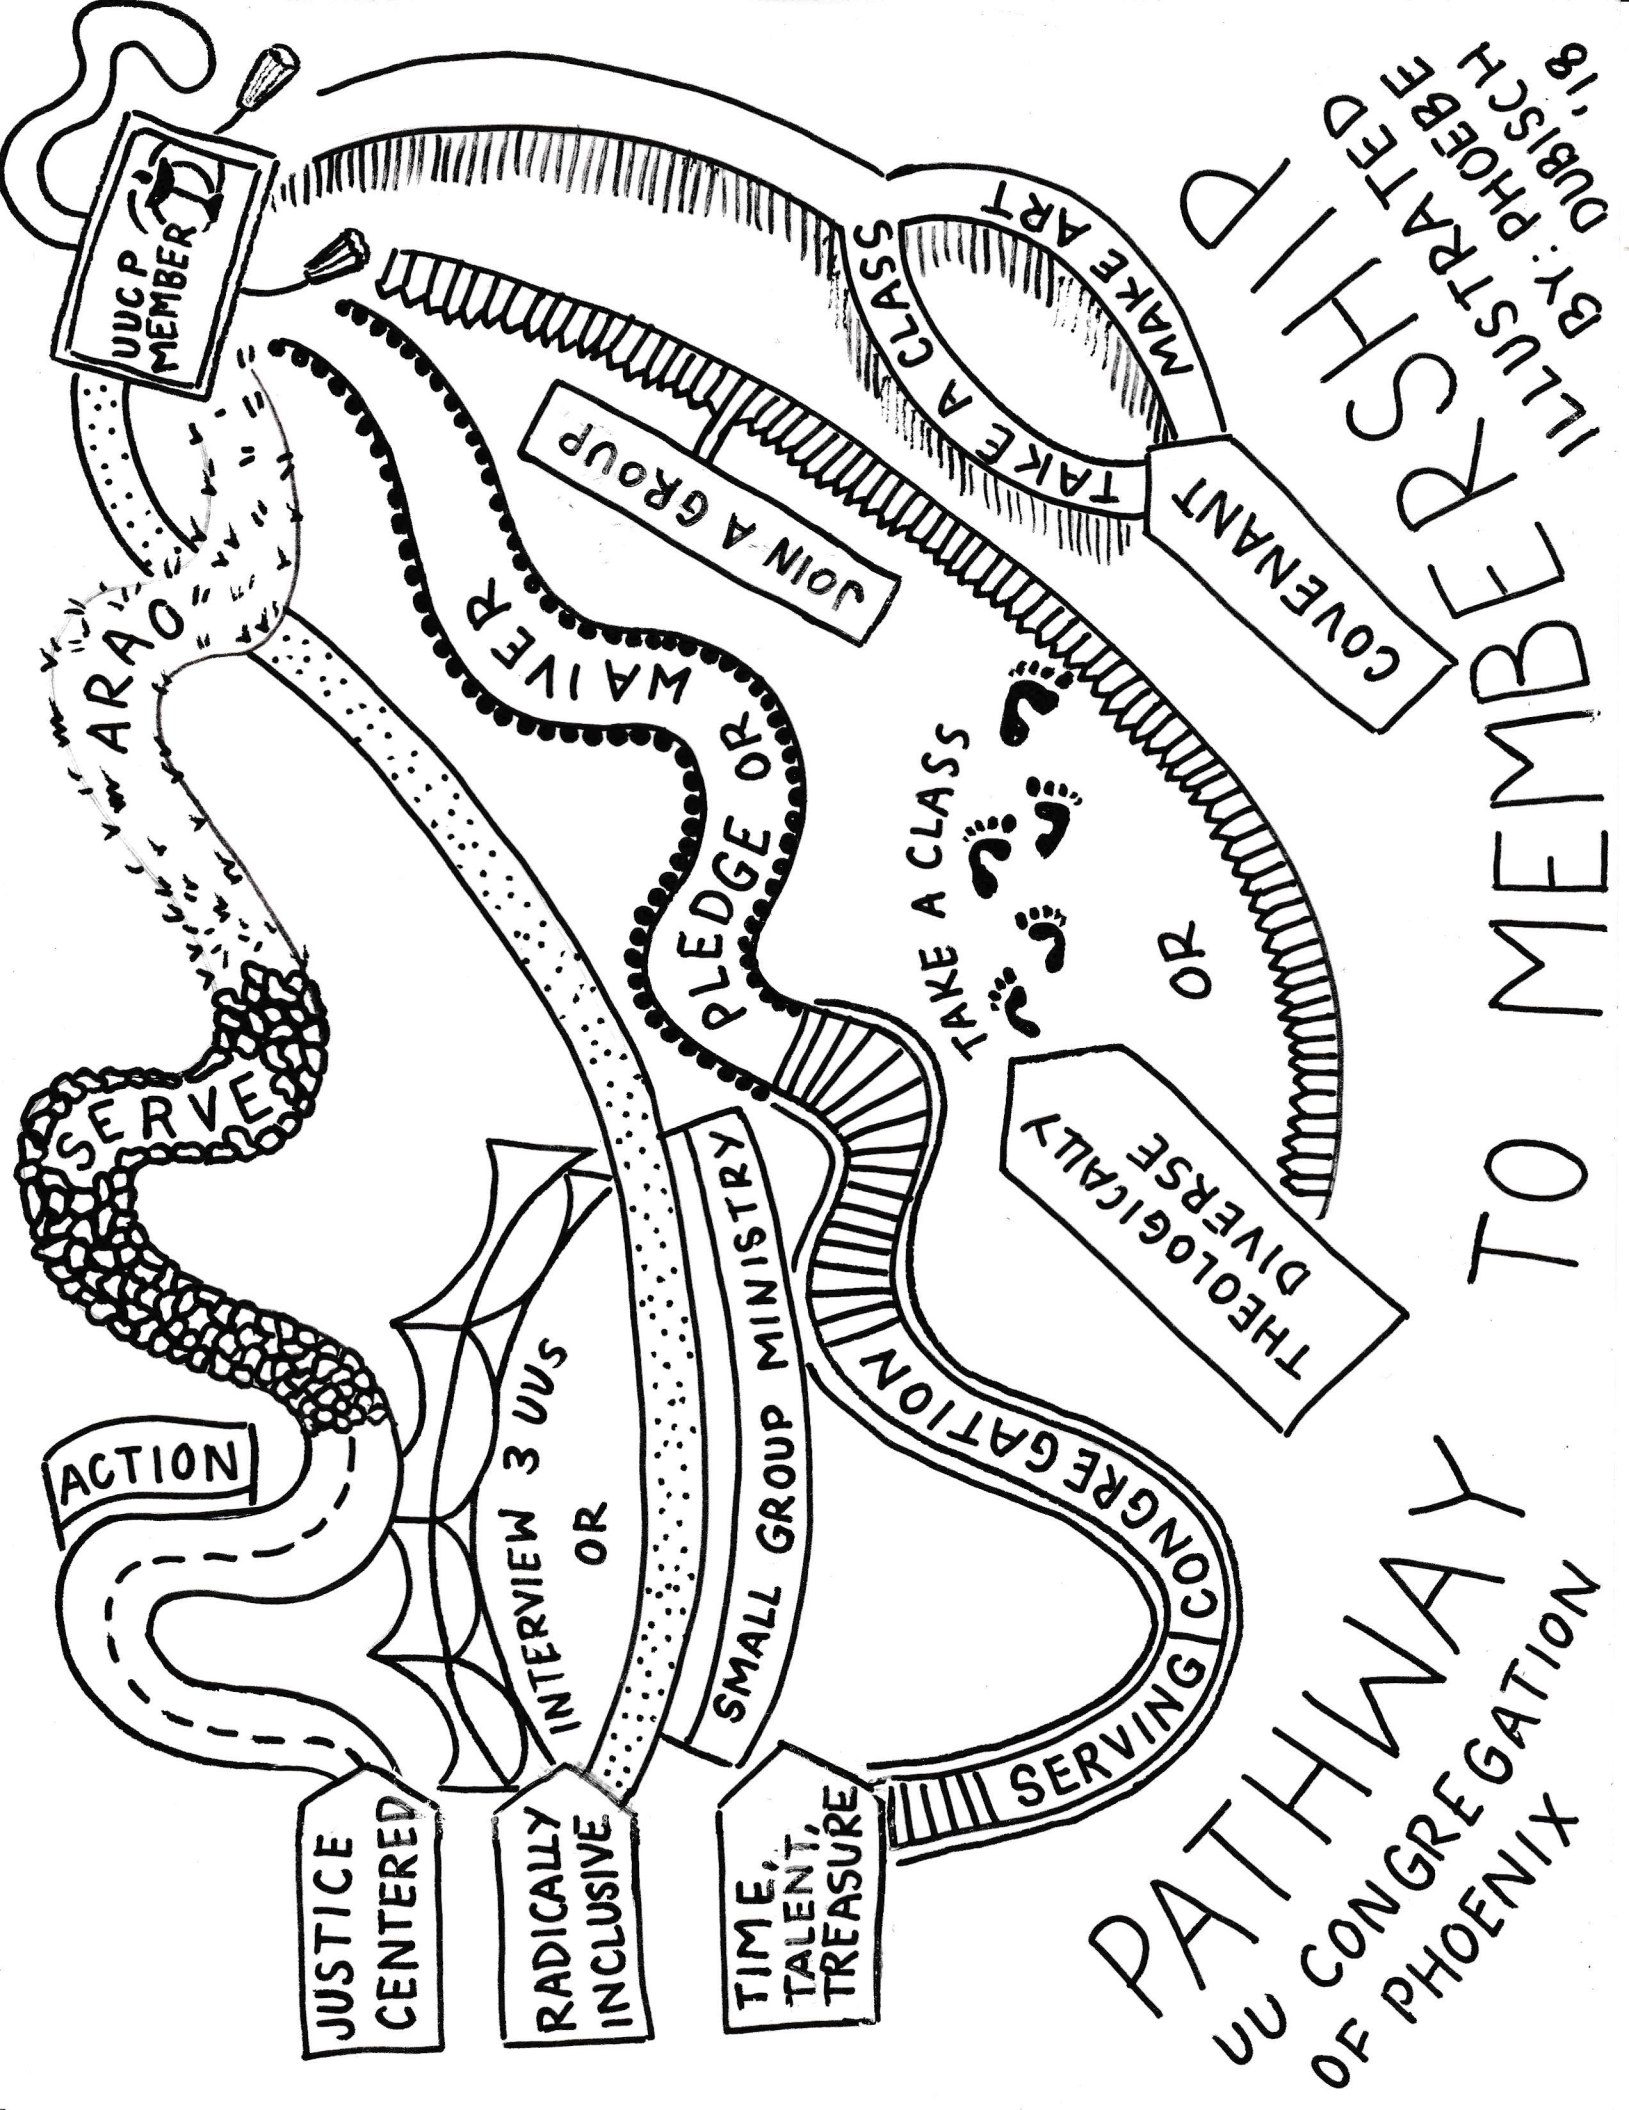 PATHWAY TO MEMBERSHIP
UU CONGREGATION
OF PHOENIX
ILLUSTRATED
BY: PHOEBE
DUBISCH
'18
JUSTICE
CENTERED
ACTION
SERVE
ARAO
RADICALLY
INCLUSIVE
INTERVIEW 3 UUS
OR
SMALL GROUP MINISTRY
TIME,
TALENT,
TREASURE
SERVING
CONGREGATION
PLEDGE OR
WAIVER
THEOLOGICALLY
DIVERSE
TAKE A CLASS
OR
JOIN A GROUP
COVENANT
TAKE A CLASS
MAKE ART
UUCP
MEMBER